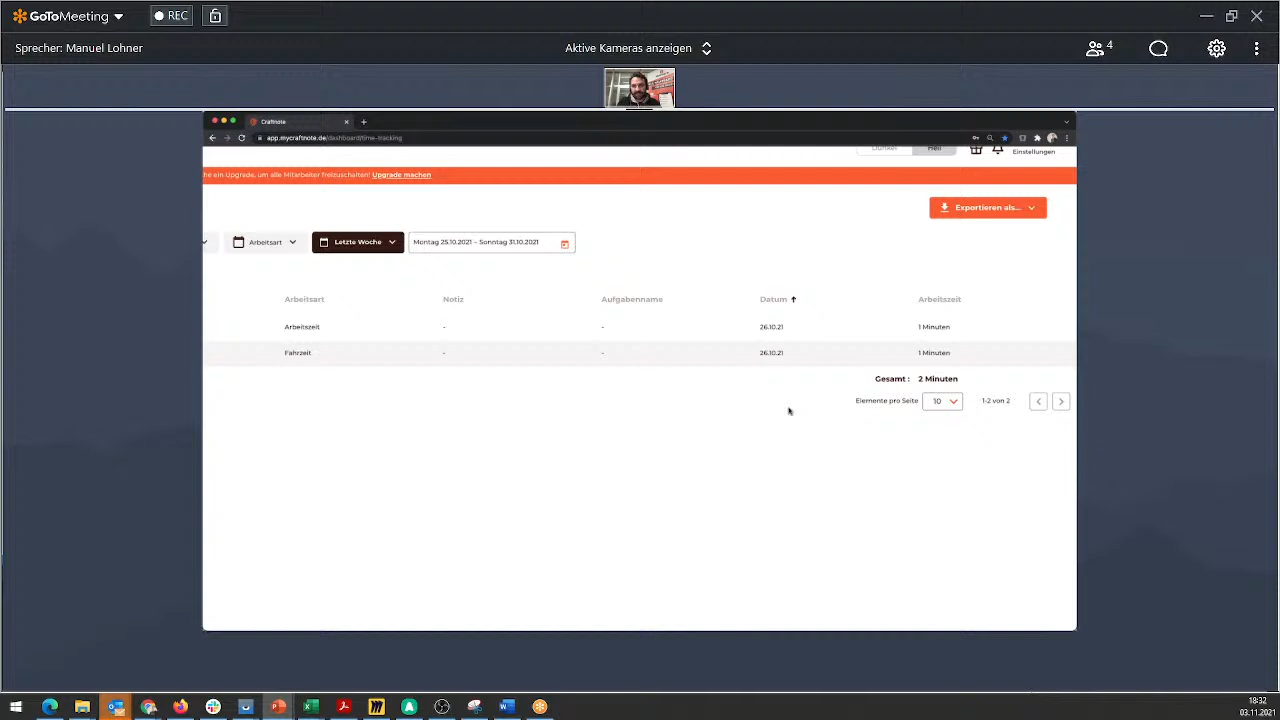 GoToMeeting
REC
Sprecher: Manuel Lohner
Aktive Kameras anzeigen
4
Craftnote
app.mycraftnote.de/dashboard/time-tracking
Dunkel
Hell
Einstellungen
he ein Upgrade, um alle Mitarbeiter freizuschalten! Upgrade machen
Exportieren als...
Arbeitsart
Letzte Woche
Montag 25.10.2021 – Sonntag 31.10.2021
Arbeitsart Notiz Aufgabenname Datum Arbeitszeit
Arbeitszeit - - 26.10.21 1 Minuten
Fahrzeit - - 26.10.21 1 Minuten
Gesamt : 2 Minuten
Elemente pro Seite 10 1-2 von 2
18:32
03.11.2021